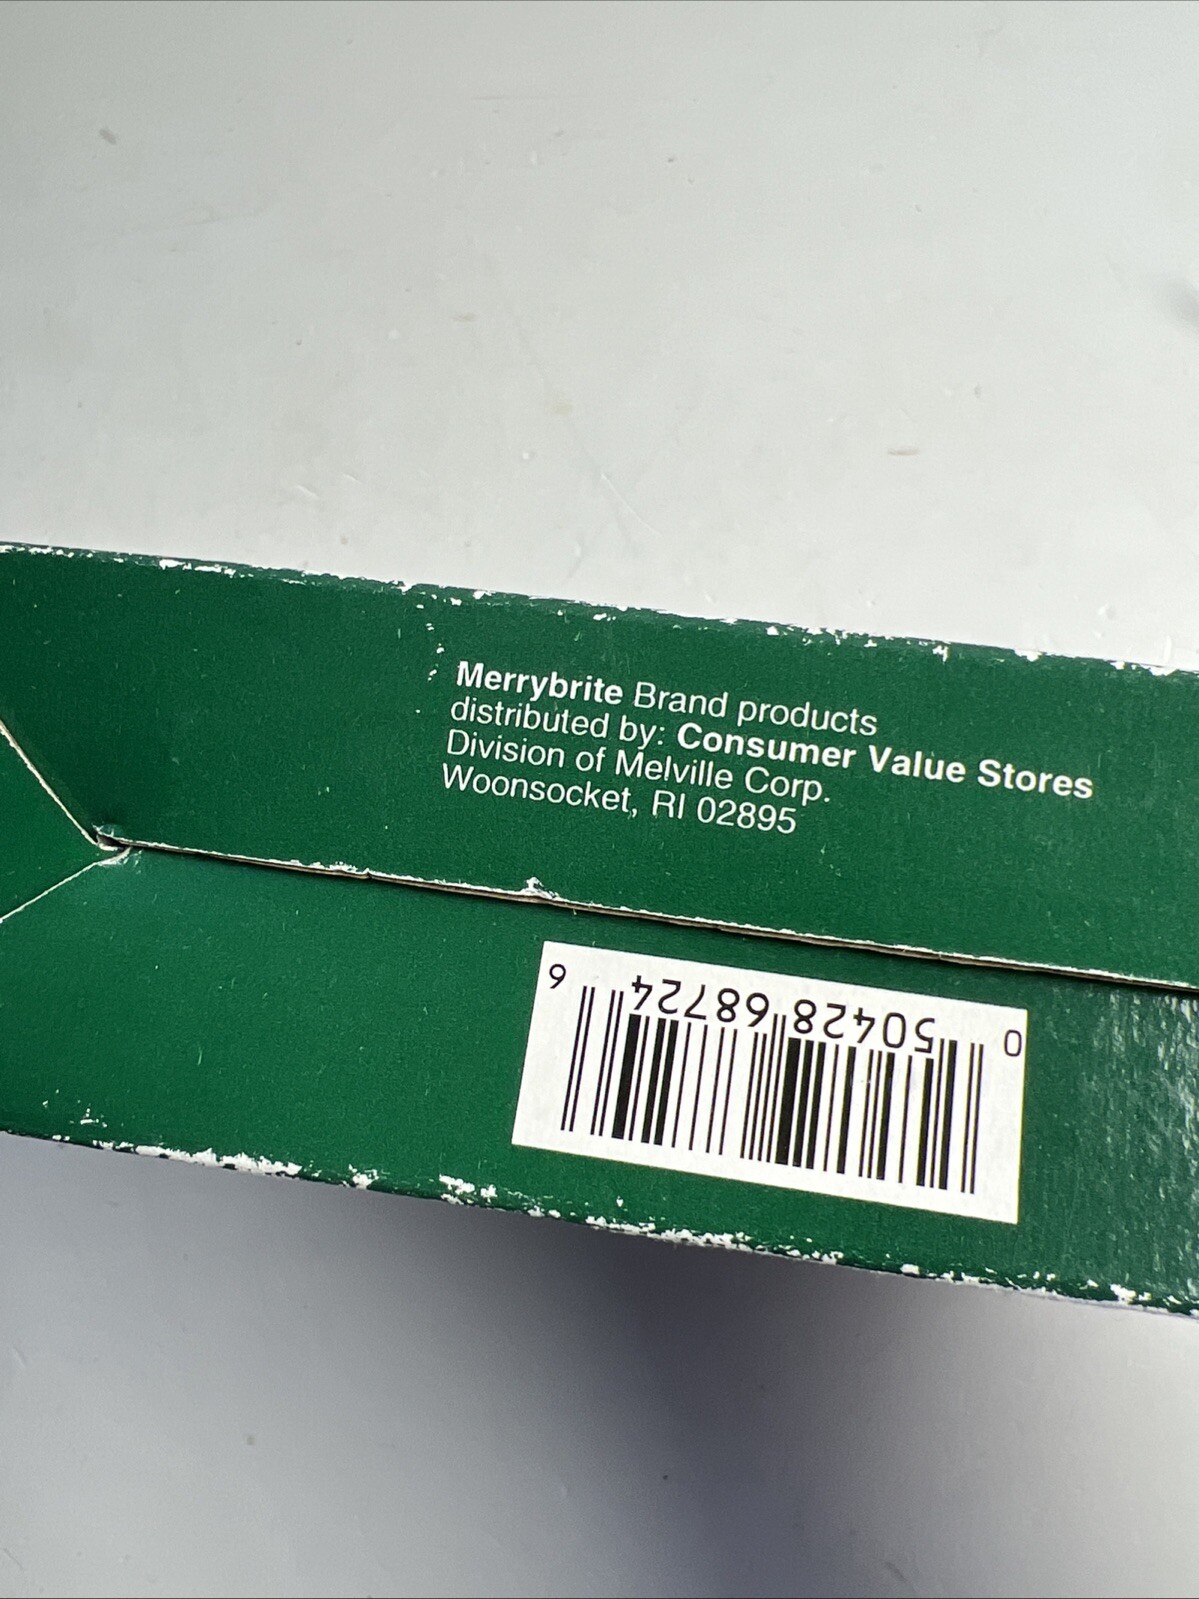 Merrybrite Brand products
distributed by: Consumer Value Stores
Division of Melville Corp.
Woonsocket, RI 02895
0 50428 68724 6